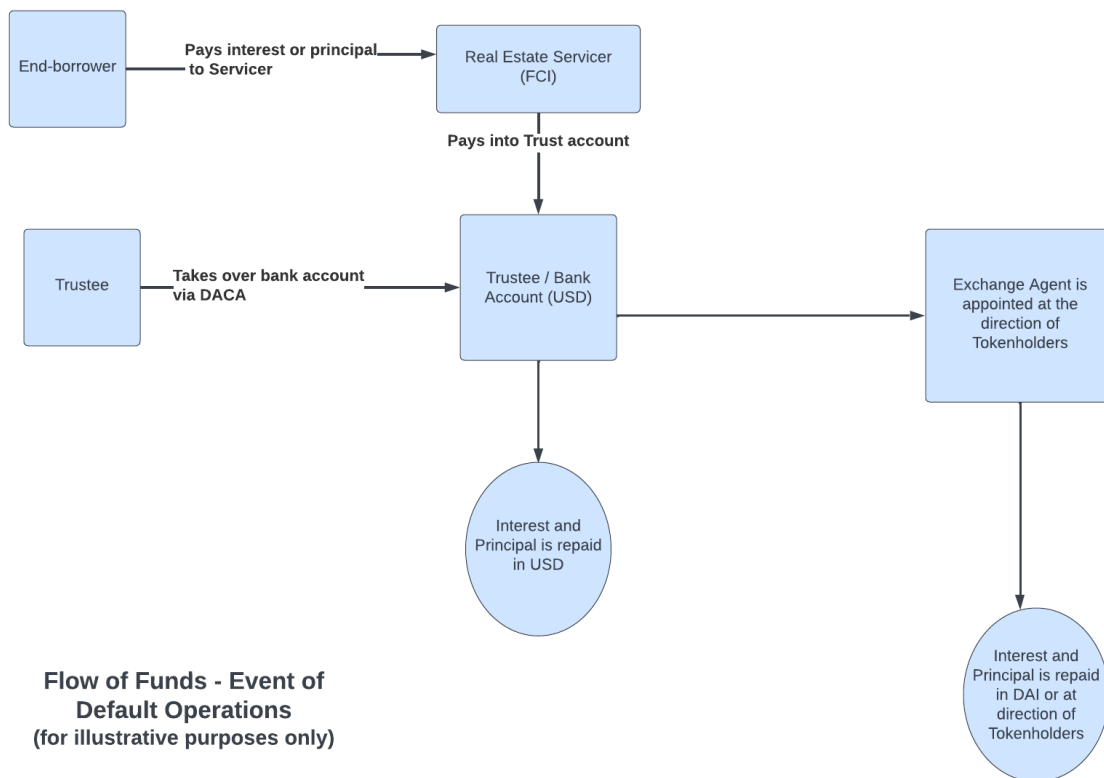 End-borrower
Pays interest or principal
to Servicer
Real Estate Servicer
(FCI)
Pays into Trust account
Trustee
Takes over bank account
via DACA
Trustee / Bank
Account (USD)
Exchange Agent is
appointed at the
direction of
Tokenholders
Interest and
Principal is repaid
in USD
Interest and
Principal is repaid
in DAI or at
direction of
Tokenholders
Flow of Funds - Event of
Default Operations
(for illustrative purposes only)